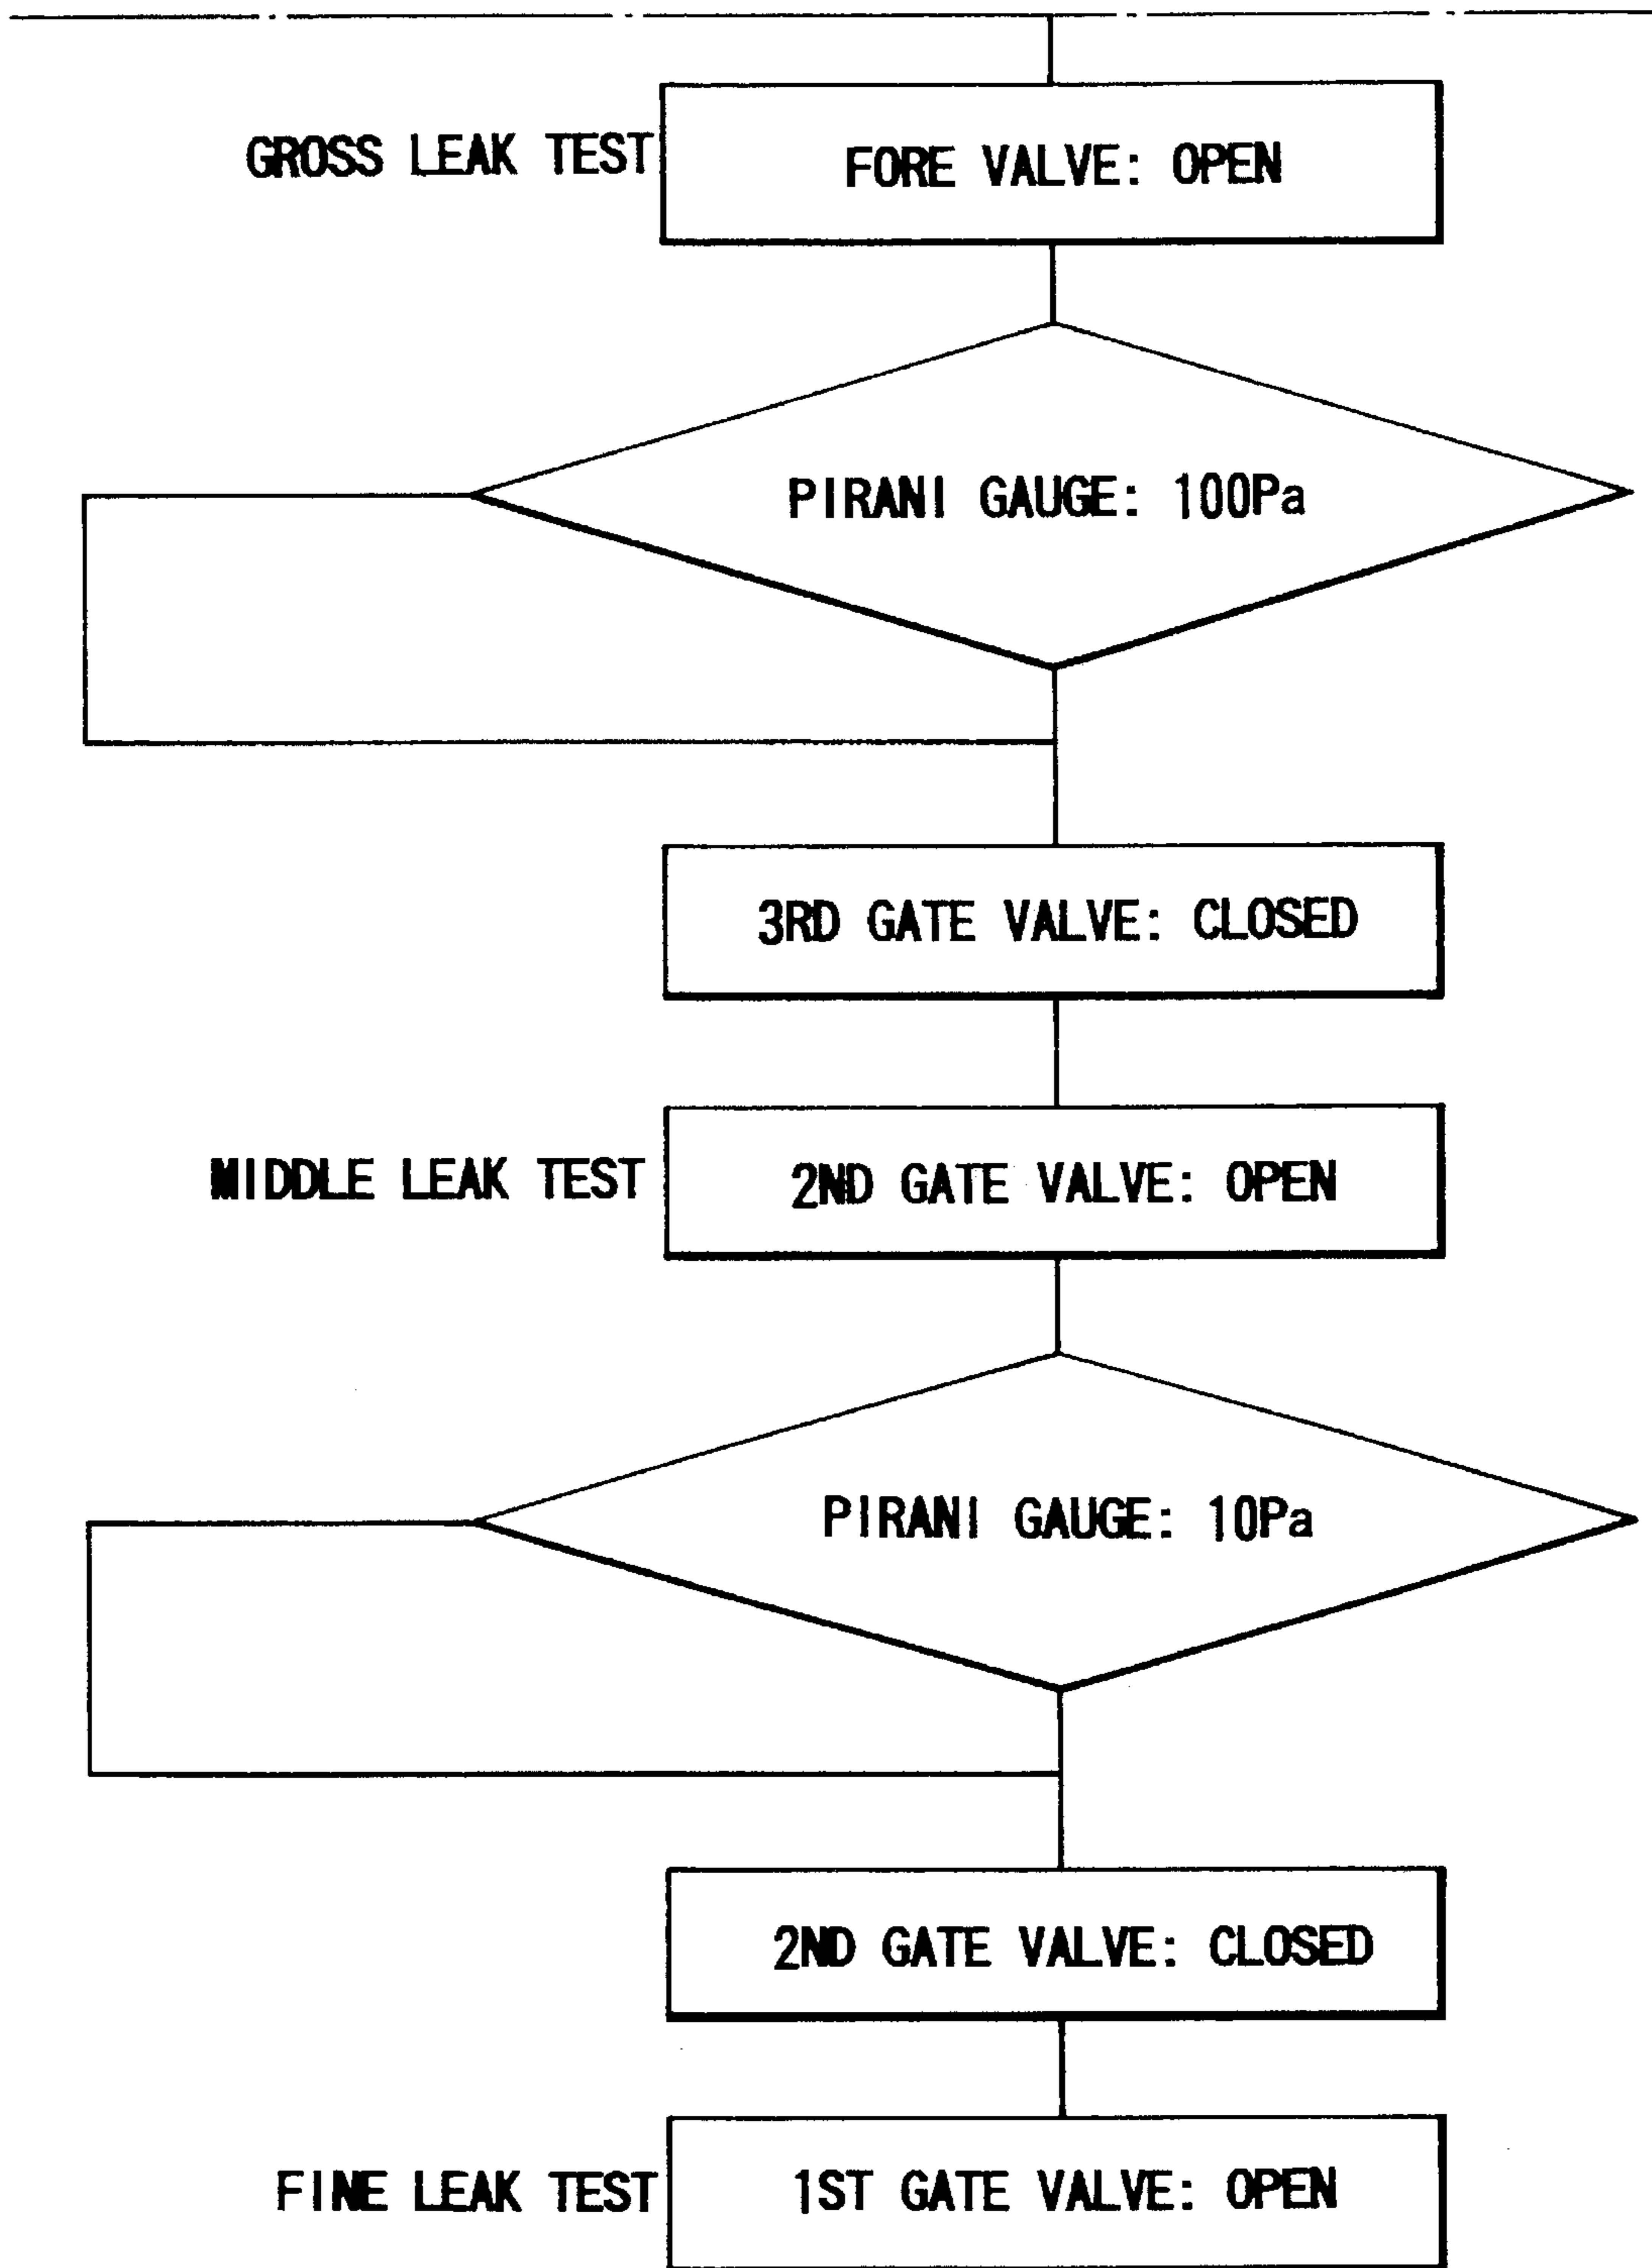 GROSS LEAK TEST
FORE VALVE: OPEN
PIRANI GAUGE: 100Pa
3RD GATE VALVE: CLOSED
MIDDLE LEAK TEST
2ND GATE VALVE: OPEN
PIRANI GAUGE: 10Pa
2ND GATE VALVE: CLOSED
FINE LEAK TEST
1ST GATE VALVE: OPEN